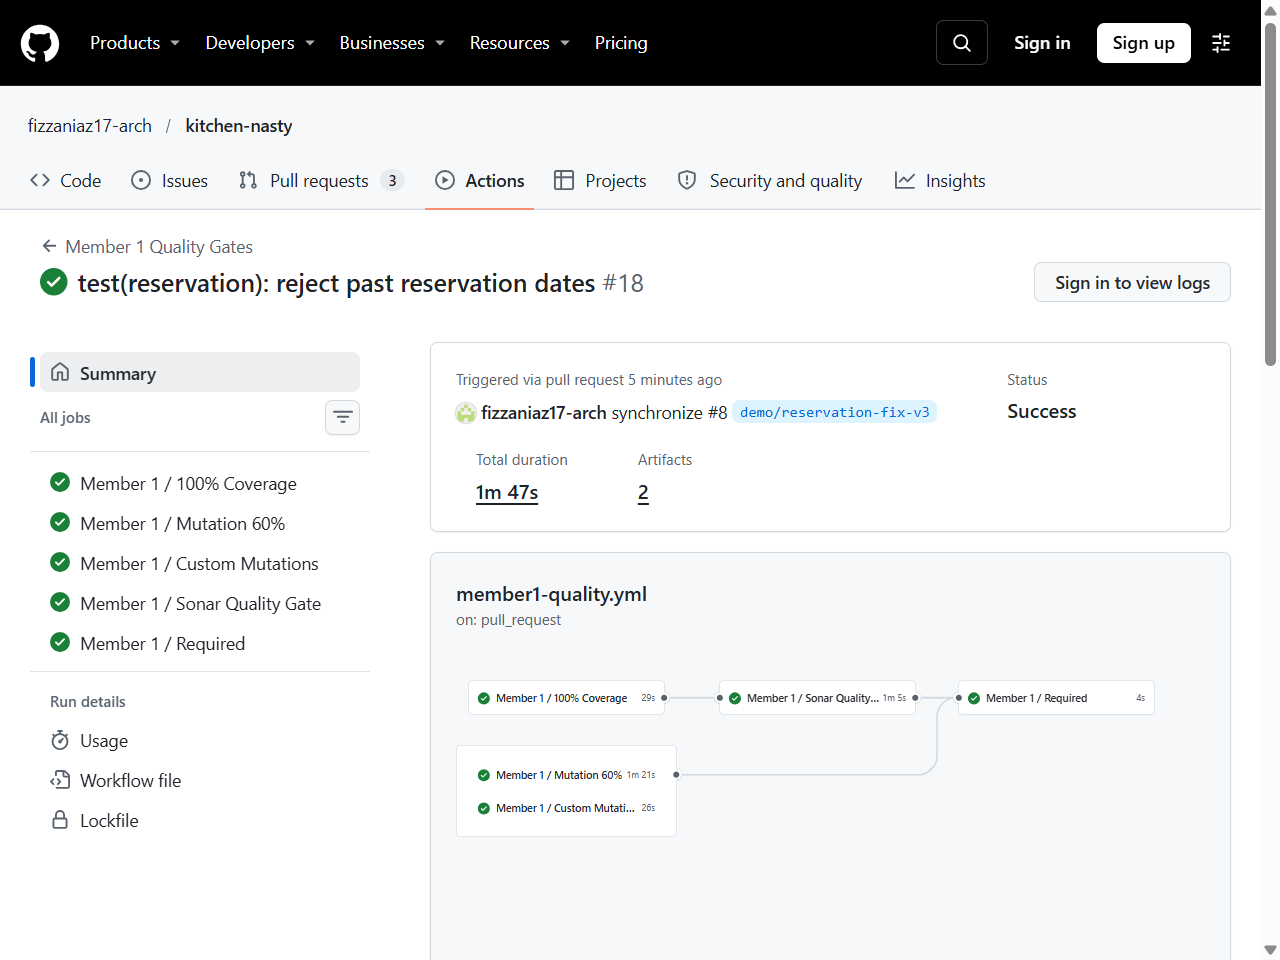 Products Developers Businesses Resources Pricing Sign in Sign up
fizzaniaz17-arch / kitchen-nasty
Code Issues Pull requests 3 Actions Projects Security and quality Insights
Member 1 Quality Gates
test(reservation): reject past reservation dates #18
Sign in to view logs
Summary
All jobs
Member 1 / 100% Coverage
Member 1 / Mutation 60%
Member 1 / Custom Mutations
Member 1 / Sonar Quality Gate
Member 1 / Required
Run details
Usage
Workflow file
Lockfile
Triggered via pull request 5 minutes ago
fizzaniaz17-arch synchronize #8 demo/reservation-fix-v3
Status
Success
Total duration
1m 47s
Artifacts
2
member1-quality.yml
on: pull_request
Member 1 / 100% Coverage 29s
Member 1 / Sonar Quality... 1m 5s
Member 1 / Required 4s
Member 1 / Mutation 60% 1m 21s
Member 1 / Custom Mutati... 26s